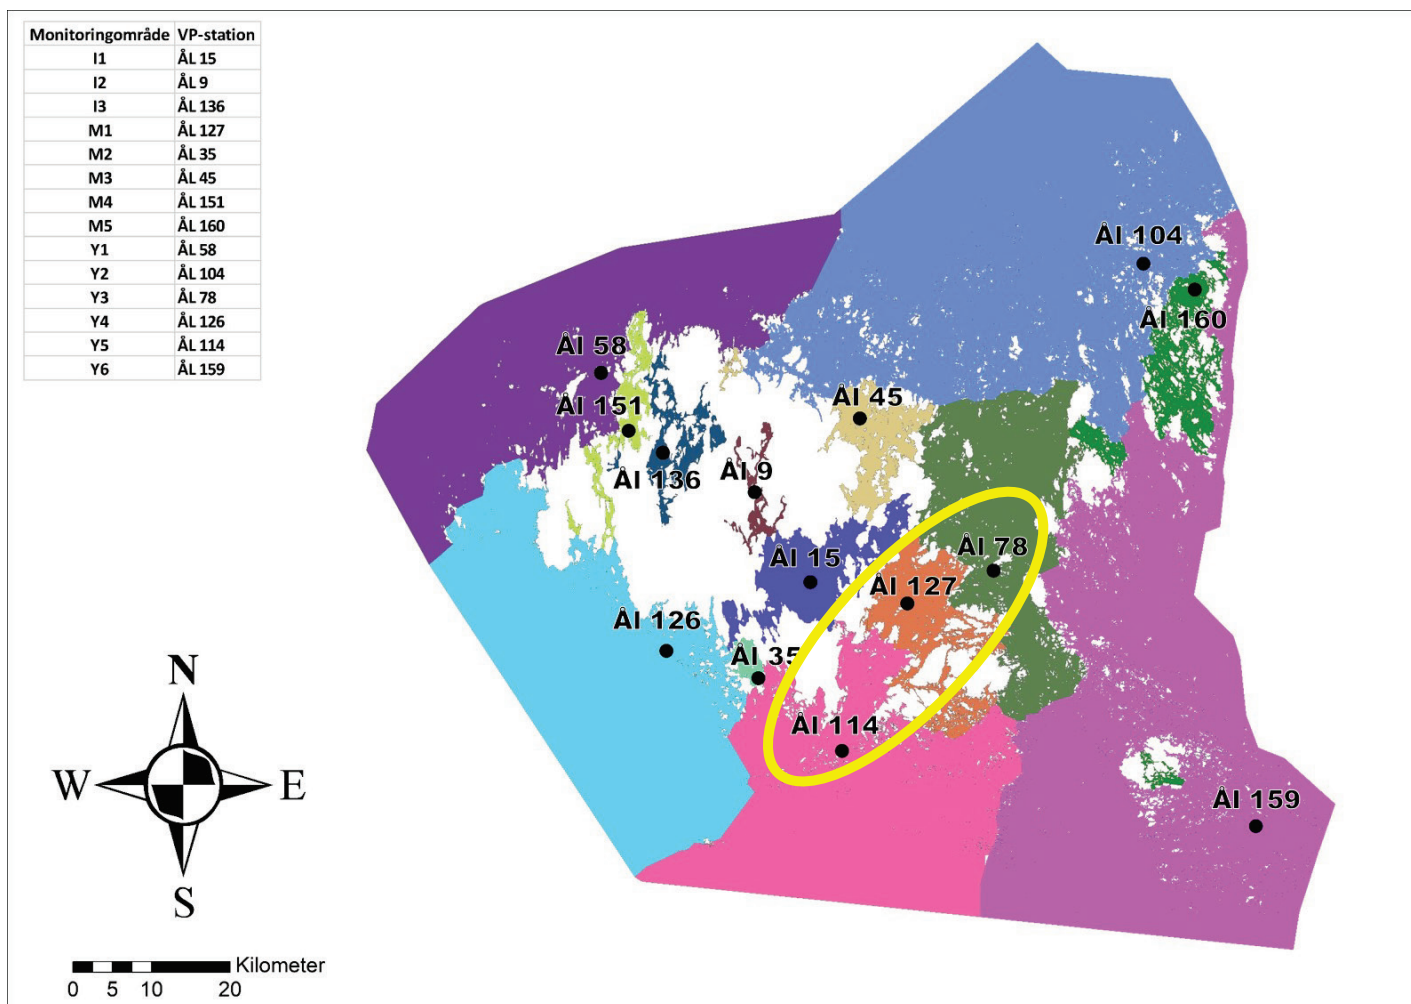 Monitoringområde VP-station
I1 ÅL 15
I2 ÅL 9
I3 ÅL 136
M1 ÅL 127
M2 ÅL 35
M3 ÅL 45
M4 ÅL 151
M5 ÅL 160
Y1 ÅL 58
Y2 ÅL 104
Y3 ÅL 78
Y4 ÅL 126
Y5 ÅL 114
Y6 ÅL 159
Ål 104
Ål 160
Ål 58
Ål 45
Ål 151
Ål 136
Ål 9
Ål 78
Ål 15
Ål 127
Ål 126
Ål 35
Ål 114
Ål 159
N
W E
S
Kilometer
0 5 10 20